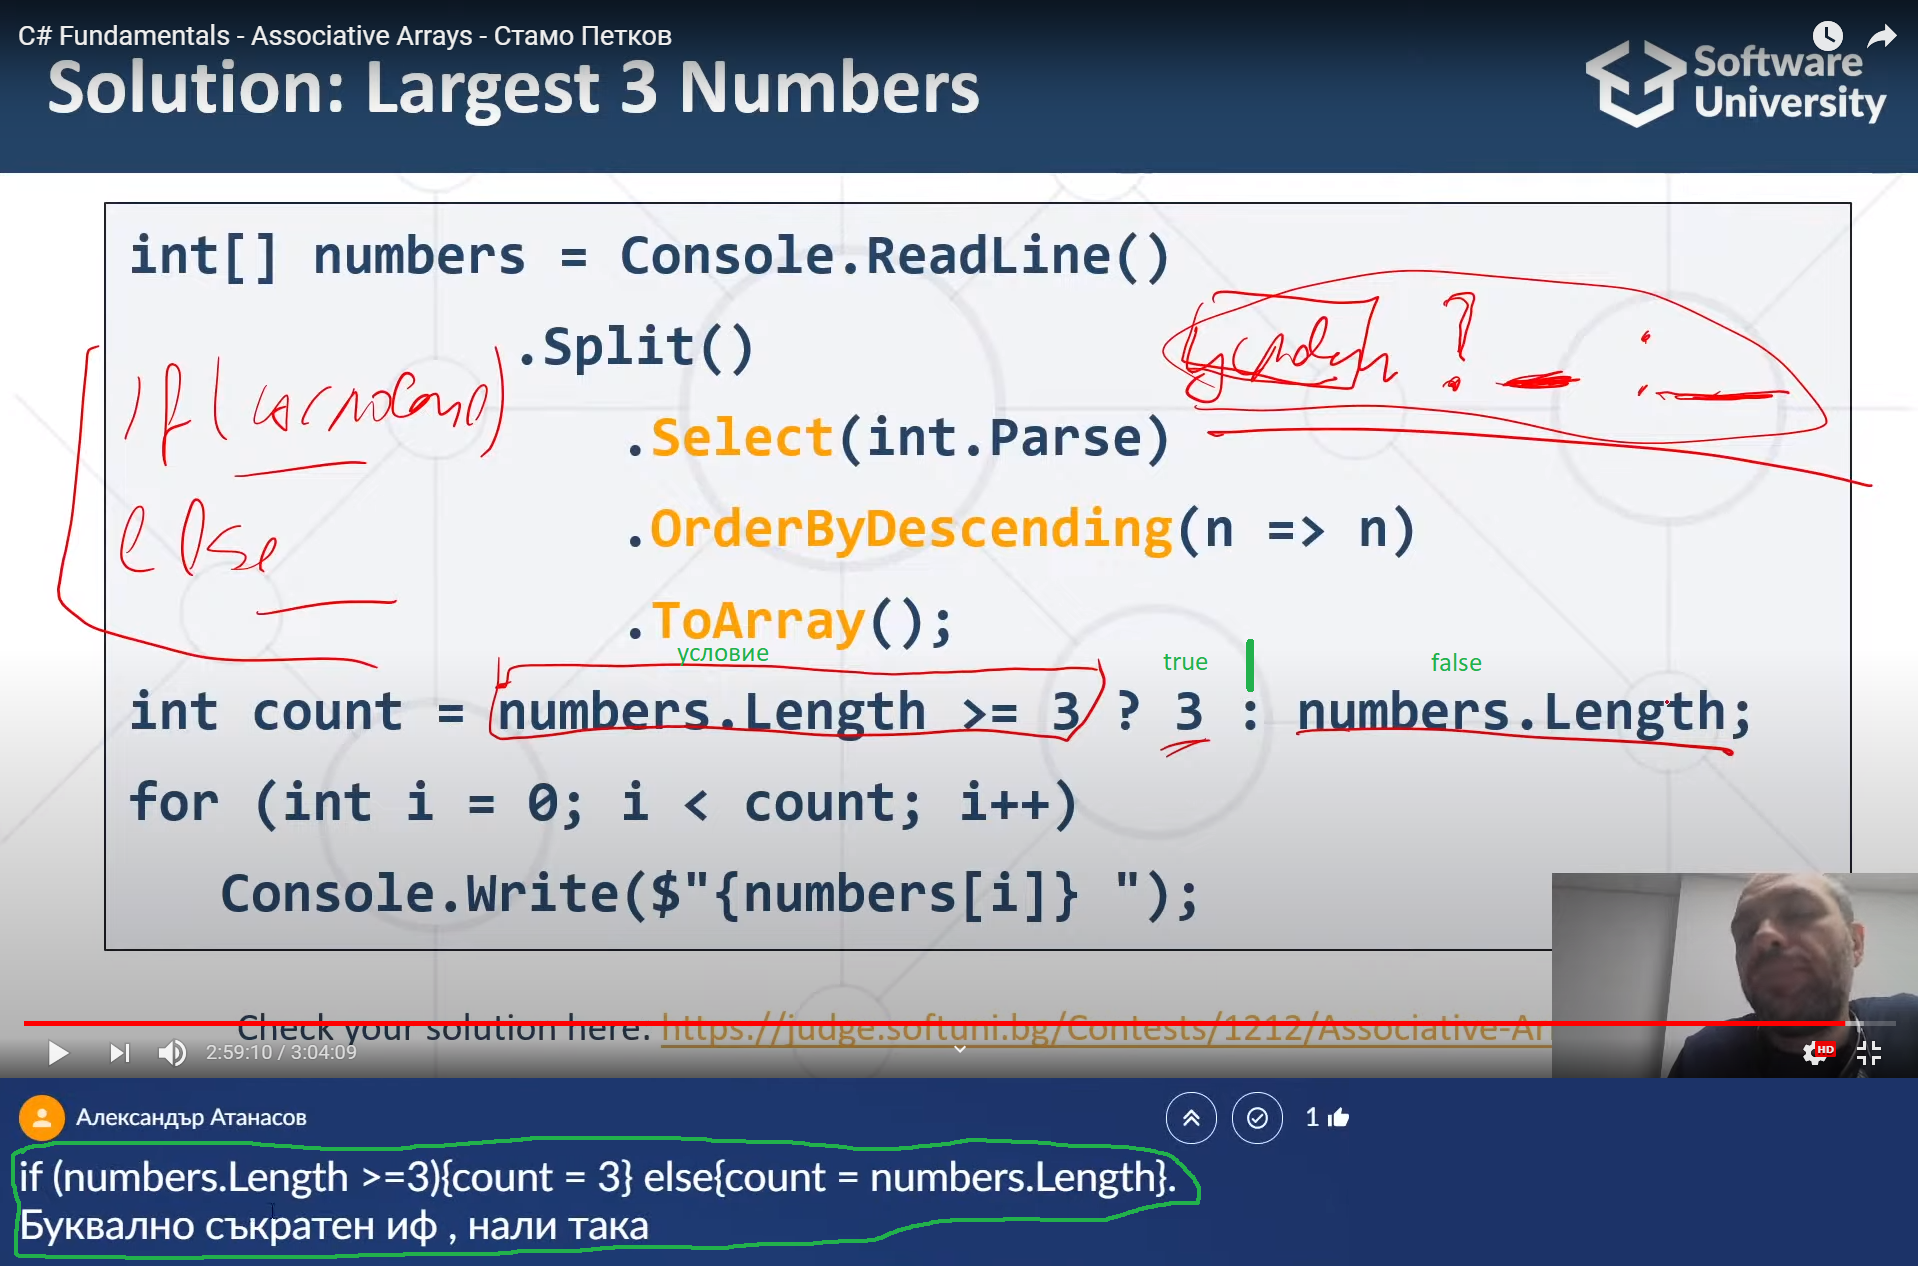 C# Fundamentals - Associative Arrays - Стамо Петков
Solution: Largest 3 Numbers
Software
University
int[] numbers = Console.ReadLine()
.Split()
условие ? :
if(условие)
.Select(int.Parse)
.OrderByDescending(n => n)
else
.ToArray();
условие true false
int count = numbers.Length >= 3 ? 3 : numbers.Length;
for (int i = 0; i < count; i++)
Console.Write($"{numbers[i]} ");
Check your solution here: https://judge.softuni.bg/Contests/1212/Associative-Ar
2:59:10 / 3:04:09
HD
Александър Атанасов
1
if (numbers.Length >=3){count = 3} else{count = numbers.Length}.
Буквално съкратен иф , нали така